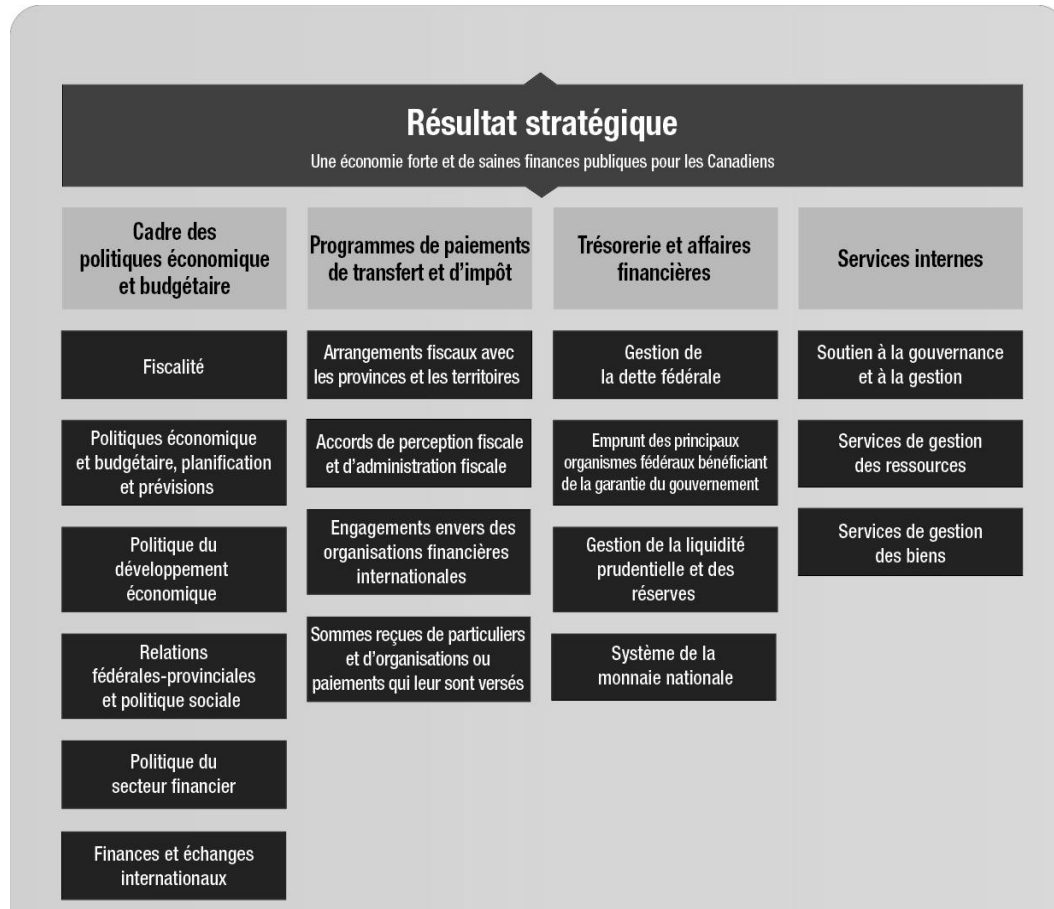 Résultat stratégique
Une économie forte et de saines finances publiques pour les Canadiens
Cadre des
politiques économique
et budgétaire
Fiscalité
Politiques économique
et budgétaire, planification
et prévisions
Politique du
développement
économique
Relations
fédérales-provinciales
et politique sociale
Politique du
secteur financier
Finances et échanges
internationaux
Programmes de paiements
de transfert et d’impôt
Arrangements fiscaux avec
les provinces et les territoires
Accords de perception fiscale
et d’administration fiscale
Engagements envers des
organisations financières
internationales
Sommes reçues de particuliers
et d’organisations ou
paiements qui leur sont versés
Trésorerie et affaires
financières
Gestion de
la dette fédérale
Emprunt des principaux
organismes fédéraux bénéficiant
de la garantie du gouvernement
Gestion de la liquidité
prudentielle et des
réserves
Système de la
monnaie nationale
Services internes
Soutien à la gouvernance
et à la gestion
Services de gestion
des ressources
Services de gestion
des biens